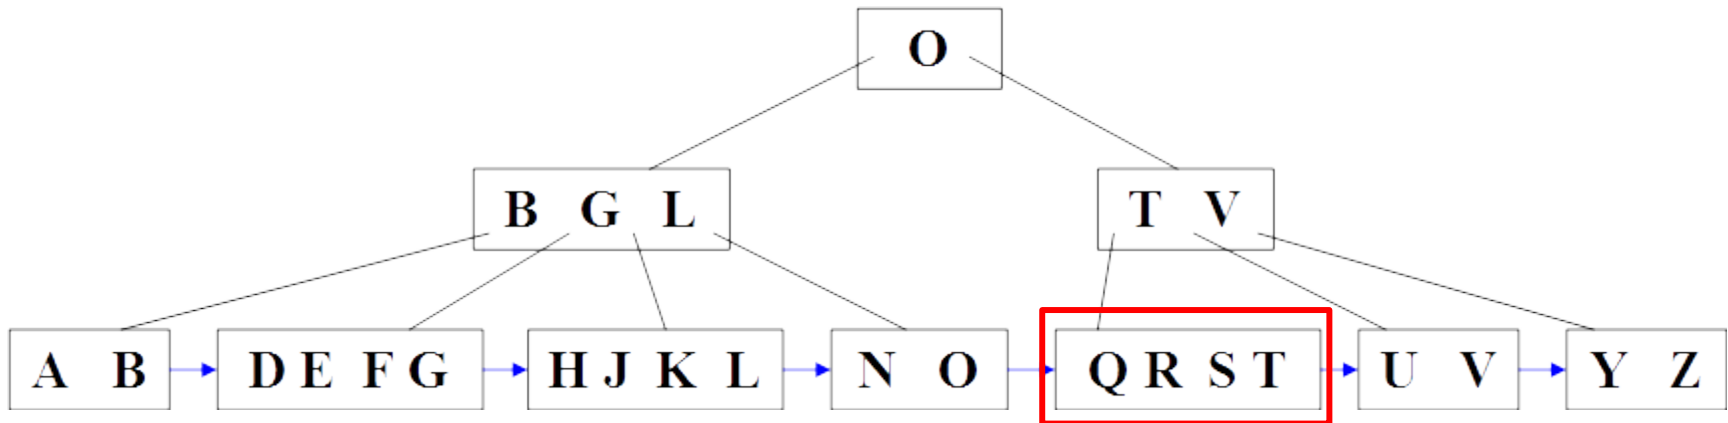 O
B G L
T V
A B
D E F G
H J K L
N O
Q R S T
U V
Y Z